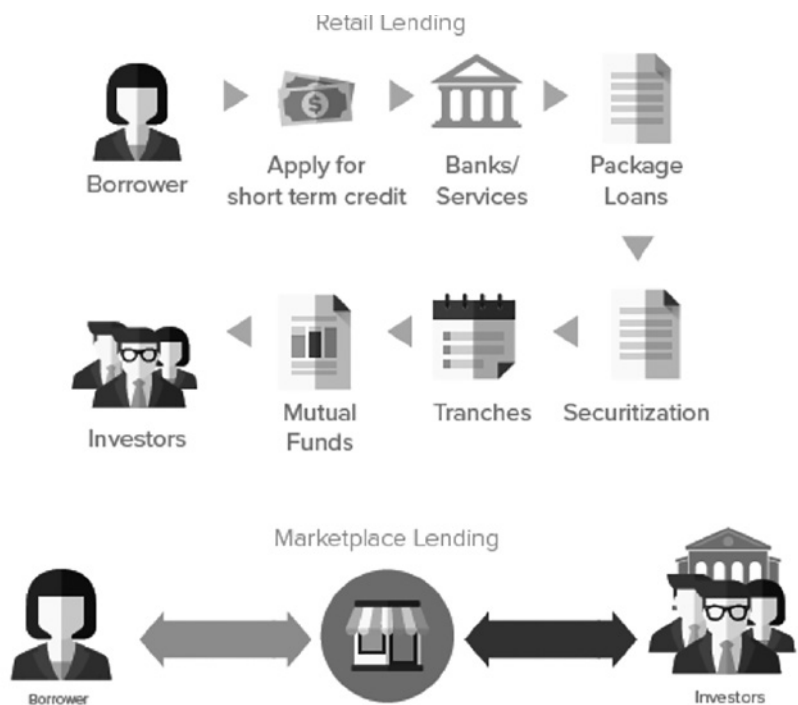 Retail Lending
Borrower
Apply for
short term credit
Banks/
Services
Package
Loans
$
Investors
Mutual
Funds
Tranches
Securitization
Marketplace Lending
Borrower
Investors